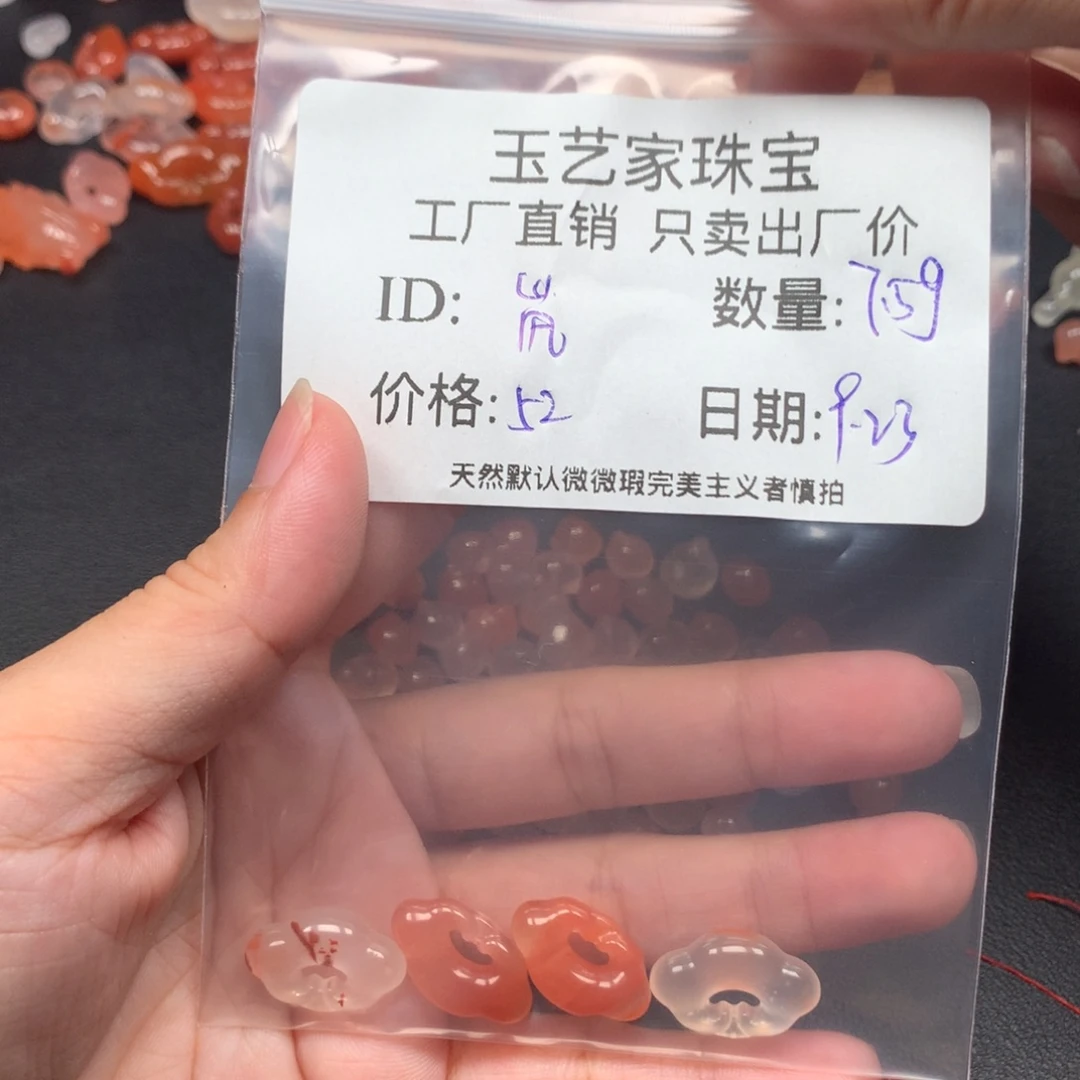 玉艺家珠宝
工厂直销 只卖出厂价
ID: 数量: 7.59
价格: 52 日期: 9.23
天然默认微微瑕完美主义者慎拍